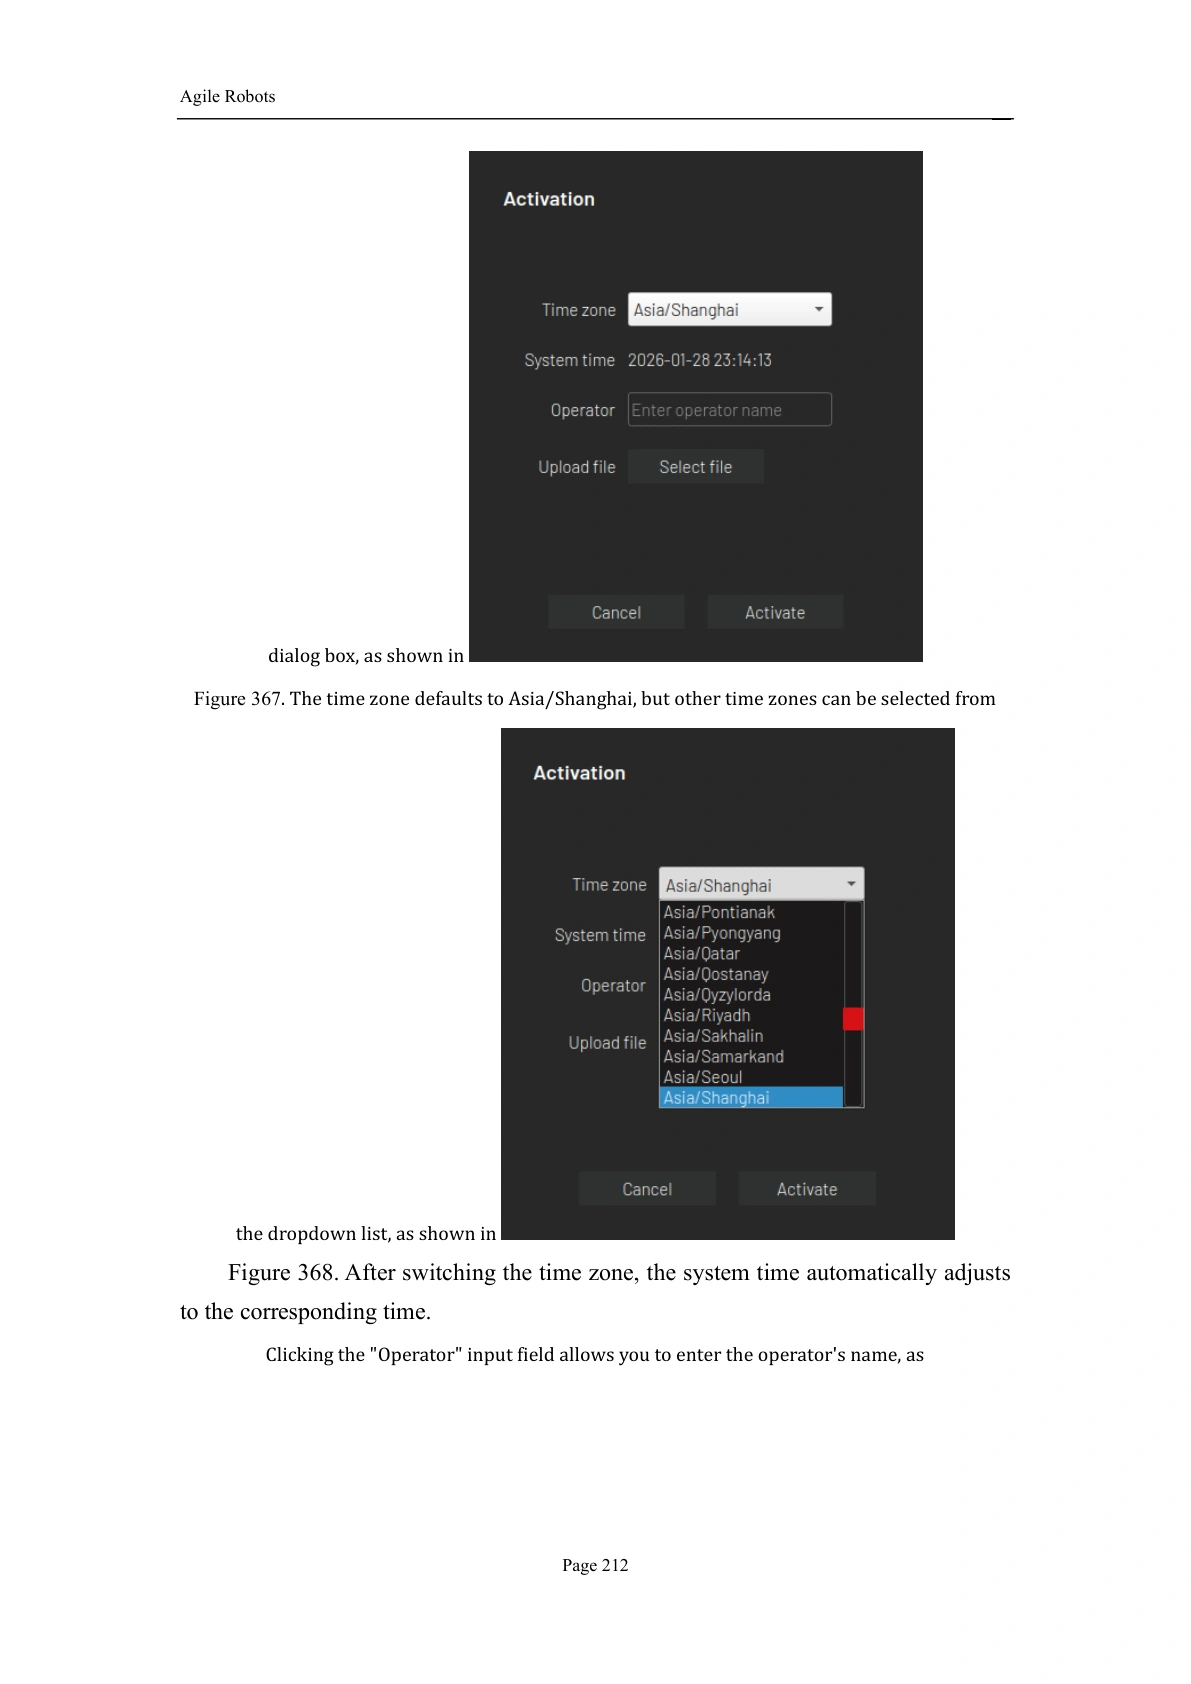 Agile Robots
Activation
Time zone Asia/Shanghai
System time 2026-01-28 23:14:13
Operator Enter operator name
Upload file Select file
Cancel Activate
dialog box, as shown in
Figure 367. The time zone defaults to Asia/Shanghai, but other time zones can be selected from
Activation
Time zone Asia/Shanghai
Asia/Pontianak
System time Asia/Pyongyang
Asia/Qatar
Asia/Qostanay
Operator Asia/Qyzylorda
Asia/Riyadh
Upload file Asia/Sakhalin
Asia/Samarkand
Asia/Seoul
Asia/Shanghai
Cancel Activate
the dropdown list, as shown in
Figure 368. After switching the time zone, the system time automatically adjusts
to the corresponding time.
Clicking the "Operator" input field allows you to enter the operator's name, as
Page 212